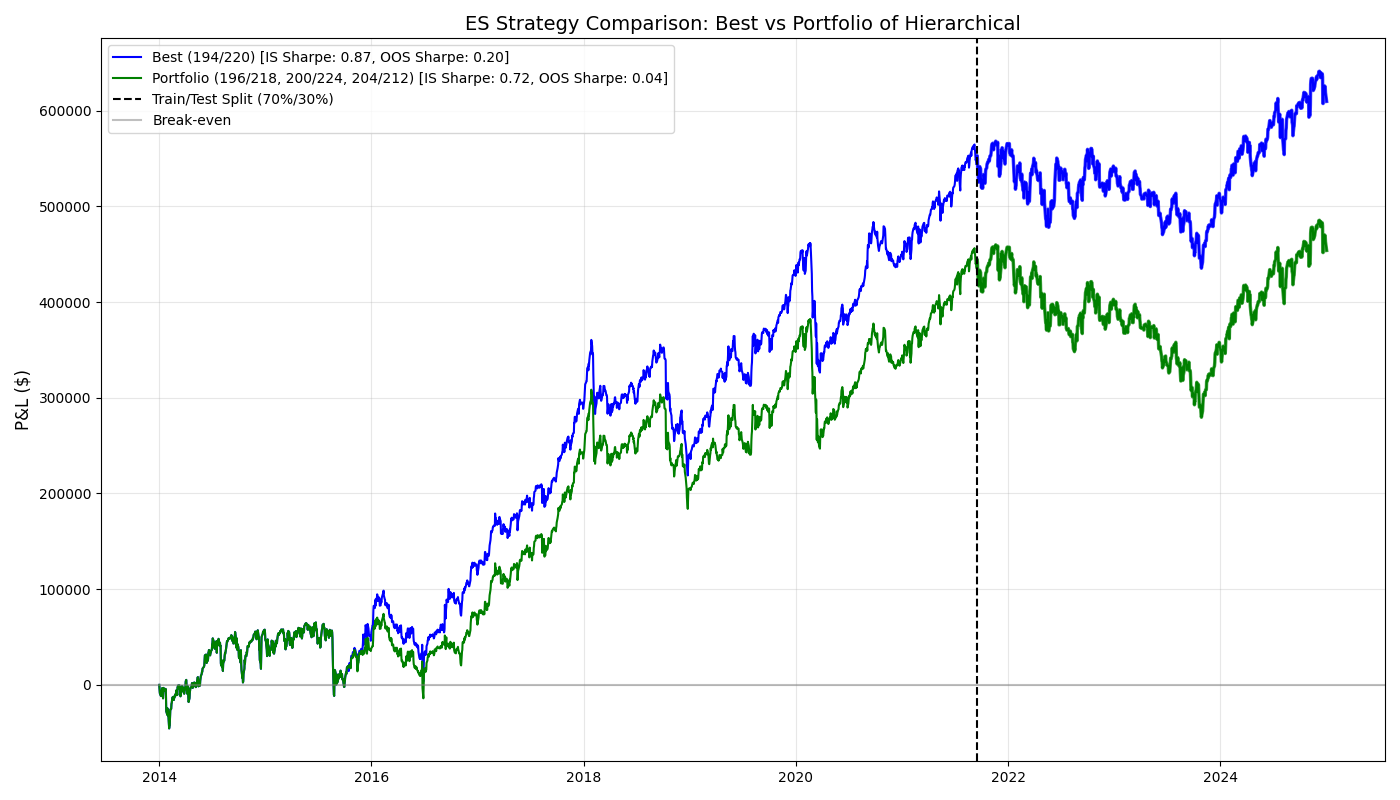 ES Strategy Comparison: Best vs Portfolio of Hierarchical
Best (194/220) [IS Sharpe: 0.87, OOS Sharpe: 0.20]
Portfolio (196/218, 200/224, 204/212) [IS Sharpe: 0.72, OOS Sharpe: 0.04]
Train/Test Split (70%/30%)
Break-even
P&L ($)
600000
500000
400000
300000
200000
100000
0
2014
2016
2018
2020
2022
2024